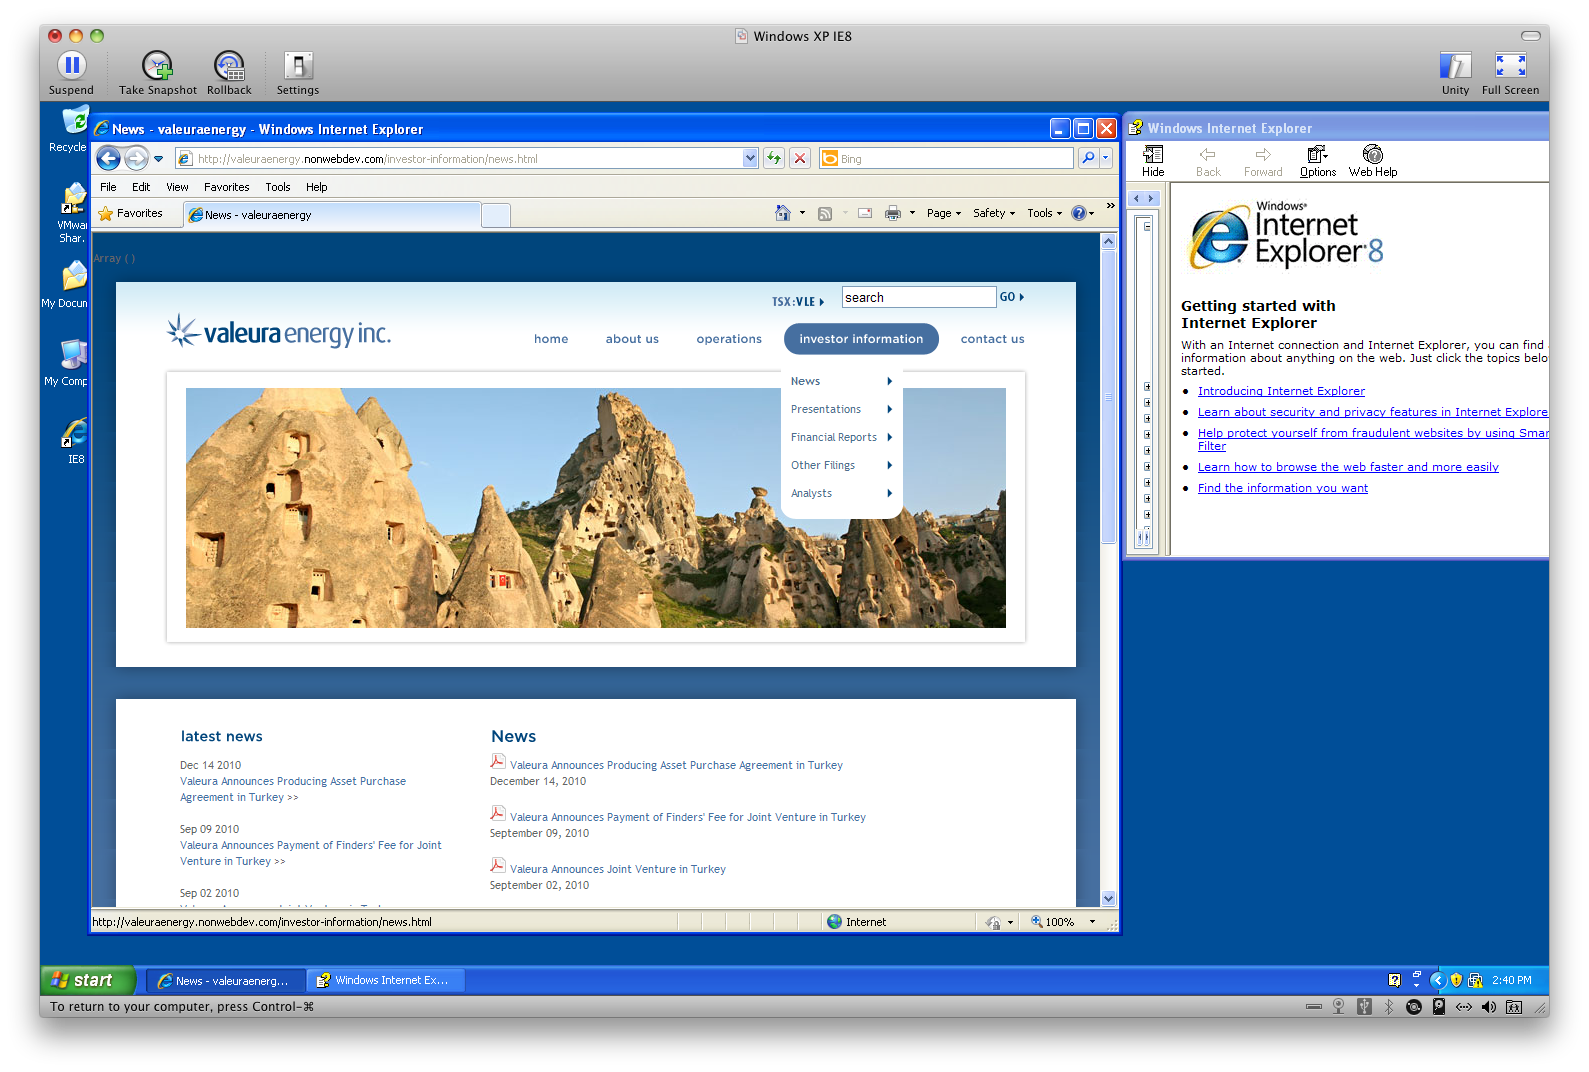 Windows XP IE8
Suspend
Take Snapshot
Rollback
Settings
Unity
Full Screen
Recycle
VMwar
Shar.
My Docun
My Comp
IE8
News - valeuraenergy - Windows Internet Explorer
http://valeuraenergy.nonwebdev.com/investor-information/news.html
Bing
File Edit View Favorites Tools Help
Favorites
News - valeuraenergy
Page Safety Tools
Array ( )
TSX:VLE
search
GO
valeura energy inc.
home about us operations investor information contact us
News
Presentations
Financial Reports
Other Filings
Analysts
latest news
Dec 14 2010
Valeura Announces Producing Asset Purchase
Agreement in Turkey >>
Sep 09 2010
Valeura Announces Payment of Finders' Fee for Joint
Venture in Turkey >>
Sep 02 2010
News
Valeura Announces Producing Asset Purchase Agreement in Turkey
December 14, 2010
Valeura Announces Payment of Finders' Fee for Joint Venture in Turkey
September 09, 2010
Valeura Announces Joint Venture in Turkey
September 02, 2010
http://valeuraenergy.nonwebdev.com/investor-information/news.html
Internet
100%
Windows Internet Explorer
Hide Back Forward Options Web Help
Windows
Internet
Explorer 8
Getting started with
Internet Explorer
With an Internet connection and Internet Explorer, you can find
information about anything on the web. Just click the topics belo
started.
Introducing Internet Explorer
Learn about security and privacy features in Internet Explore
Help protect yourself from fraudulent websites by using Smar
Filter
Learn how to browse the web faster and more easily
Find the information you want
start
News - valeuraenerg...
Windows Internet Ex...
2:40 PM
To return to your computer, press Control-⌘